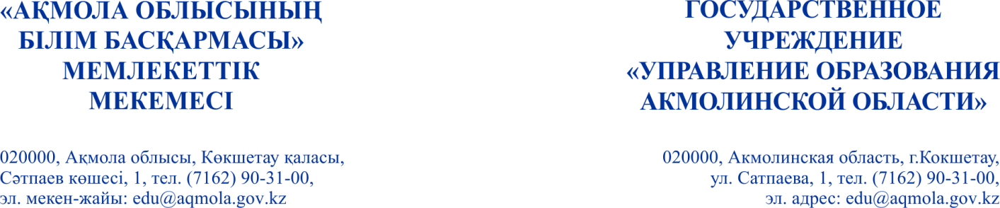 «АҚМОЛА ОБЛЫСЫНЫҢ
БІЛІМ БАСҚАРМАСЫ»
МЕМЛЕКЕТТІК
МЕКЕМЕСІ
020000, Ақмола облысы, Көкшетау қаласы,
Сәтпаев көшесі, 1, тел. (7162) 90-31-00,
эл. мекен-жайы: edu@aqmola.gov.kz
ГОСУДАРСТВЕННОЕ
УЧРЕЖДЕНИЕ
«УПРАВЛЕНИЕ ОБРАЗОВАНИЯ
АКМОЛИНСКОЙ ОБЛАСТИ»
020000, Акмолинская область, г.Кокшетау,
ул. Сатпаева, 1, тел. (7162) 90-31-00,
эл. адрес: edu@aqmola.gov.kz